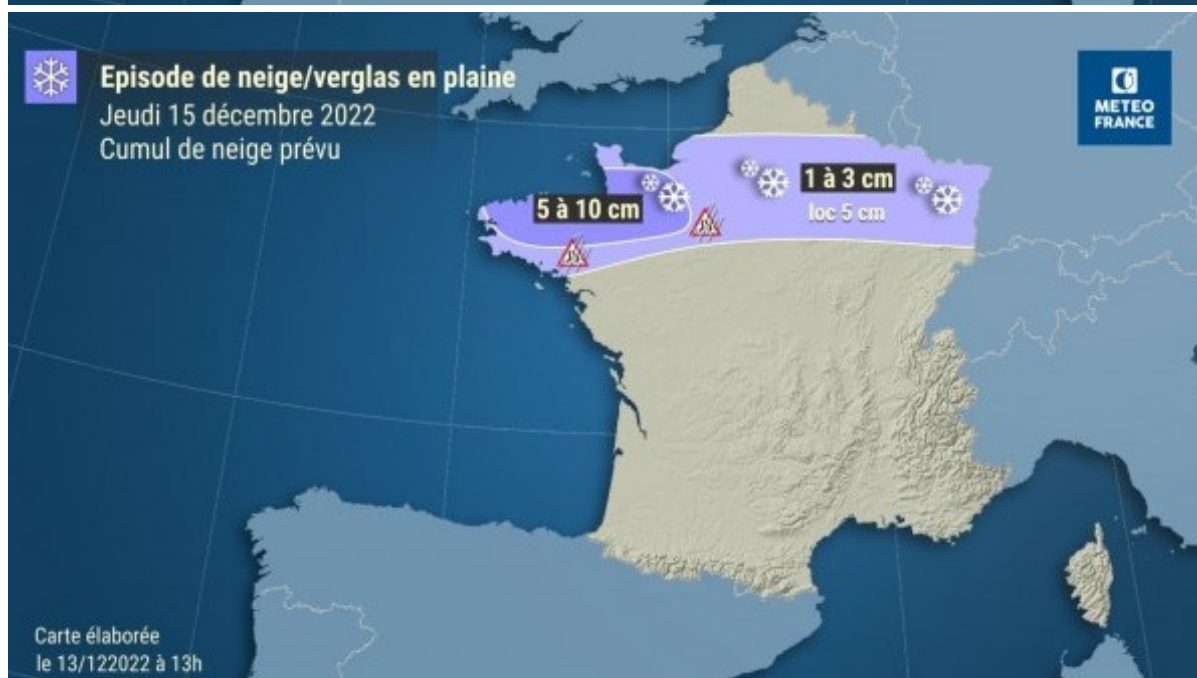 Episode de neige/verglas en plaine
Jeudi 15 décembre 2022
Cumul de neige prévu
METEO
FRANCE
1 à 3 cm
loc 5 cm
5 à 10 cm
Carte élaborée
le 13/122022 à 13h